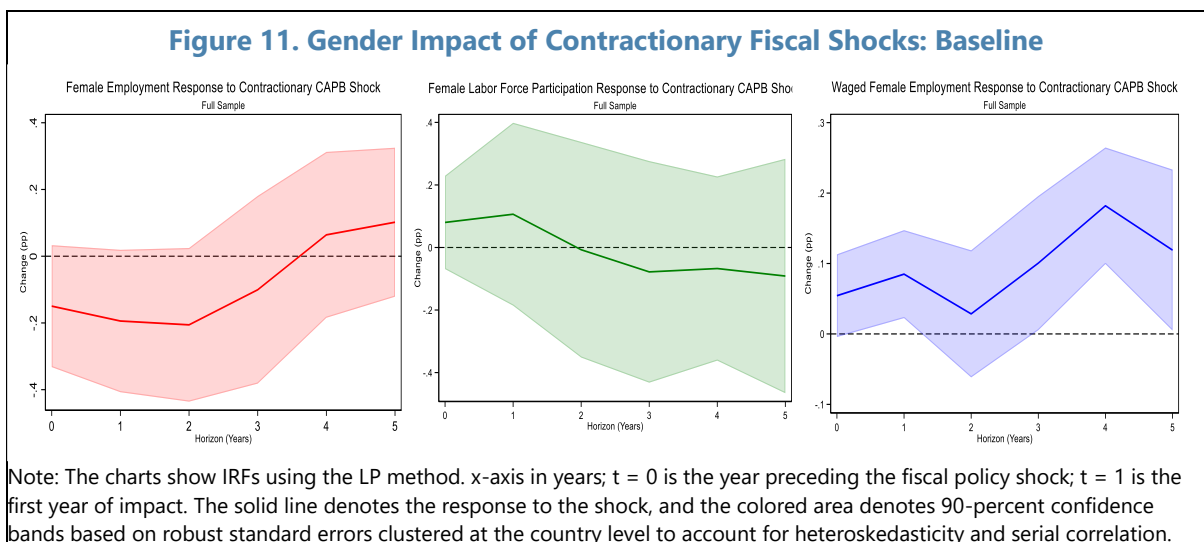 Figure 11. Gender Impact of Contractionary Fiscal Shocks: Baseline
Female Employment Response to Contractionary CAPB Shock
Full Sample
.4
.2
0
-.2
-.4
Change (pp)
0 1 2 3 4 5
Horizon (Years)
Female Labor Force Participation Response to Contractionary CAPB Sho
Full Sample
.4
.2
0
-.2
-.4
Change (pp)
0 1 2 3 4 5
Horizon (Years)
Waged Female Employment Response to Contractionary CAPB Shock
Full Sample
.3
.2
0.1
0
-.1
Change (pp)
0 1 2 3 4 5
Horizon (Years)
Note: The charts show IRFs using the LP method. x-axis in years; t = 0 is the year preceding the fiscal policy shock; t = 1 is the
first year of impact. The solid line denotes the response to the shock, and the colored area denotes 90-percent confidence
bands based on robust standard errors clustered at the country level to account for heteroskedasticity and serial correlation.